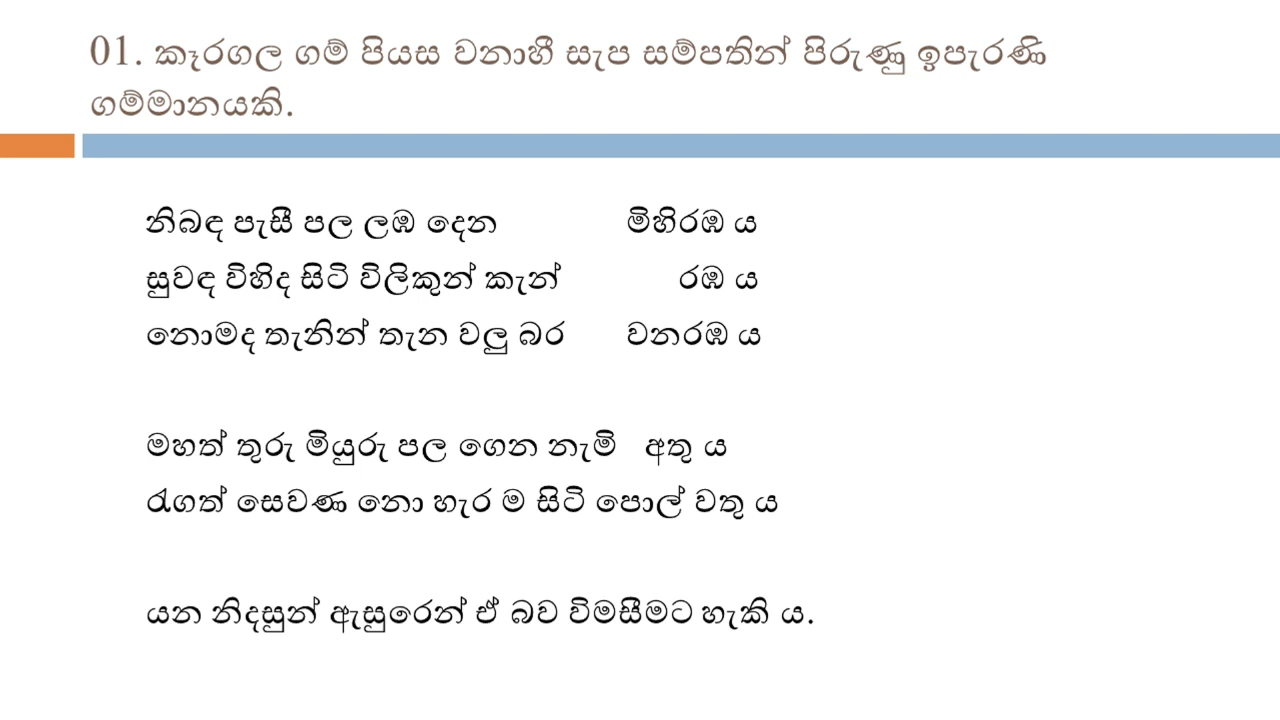 01. කෑරගල ගම් පියස වනාහී සැප සම්පතින් පිරුණු ඉපැරණි
ගම්මානයකි.
නිබඳ පැසී පල ලඹ දෙන මිහිරඹ ය
සුවඳ විහිද සිටි විලිකුන් කැන් රඹ ය
නොමද තැනින් තැන වලු බර වනරඹ ය
මහත් තුරු මියුරු පල ගෙන නැමි අතු ය
රැගත් සෙවණ නො හැර ම සිටි පොල් වතු ය
යන නිදසුන් ඇසුරෙන් ඒ බව විමසීමට හැකි ය.